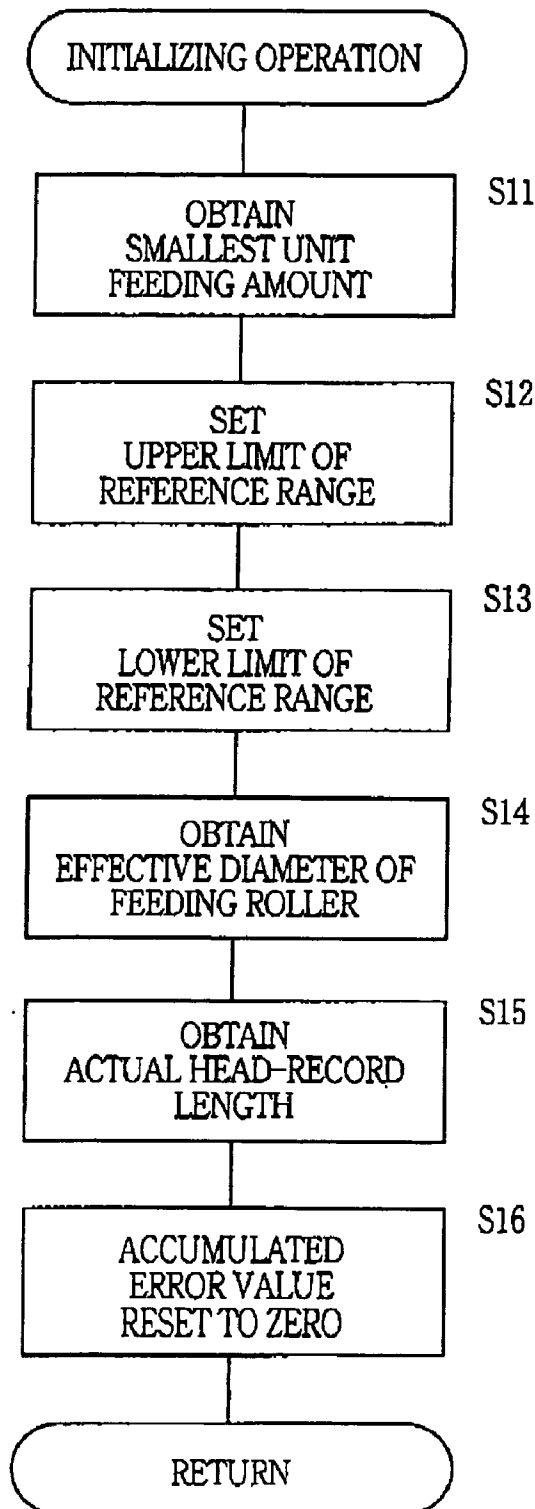 INITIALIZING OPERATION
S11
OBTAIN
SMALLEST UNIT
FEEDING AMOUNT
S12
SET
UPPER LIMIT OF
REFERENCE RANGE
S13
SET
LOWER LIMIT OF
REFERENCE RANGE
S14
OBTAIN
EFFECTIVE DIAMETER OF
FEEDING ROLLER
S15
OBTAIN
ACTUAL HEAD-RECORD
LENGTH
S16
ACCUMULATED
ERROR VALUE
RESET TO ZERO
RETURN